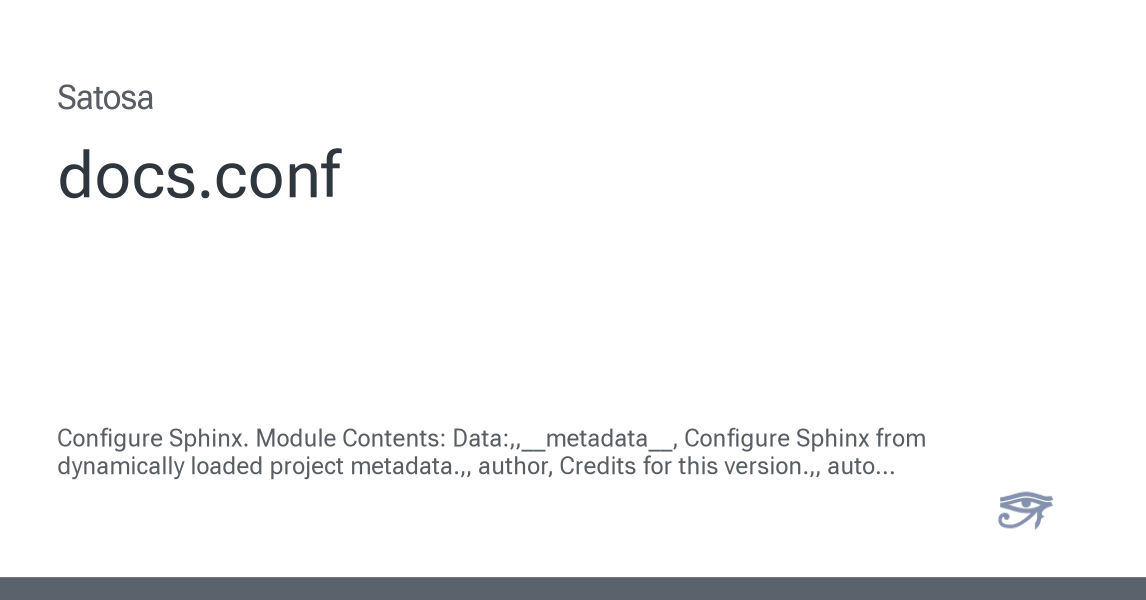 Satosa
docs.conf
Configure Sphinx. Module Contents: Data:,,__metadata__, Configure Sphinx from
dynamically loaded project metadata.,, author, Credits for this version.,, auto...